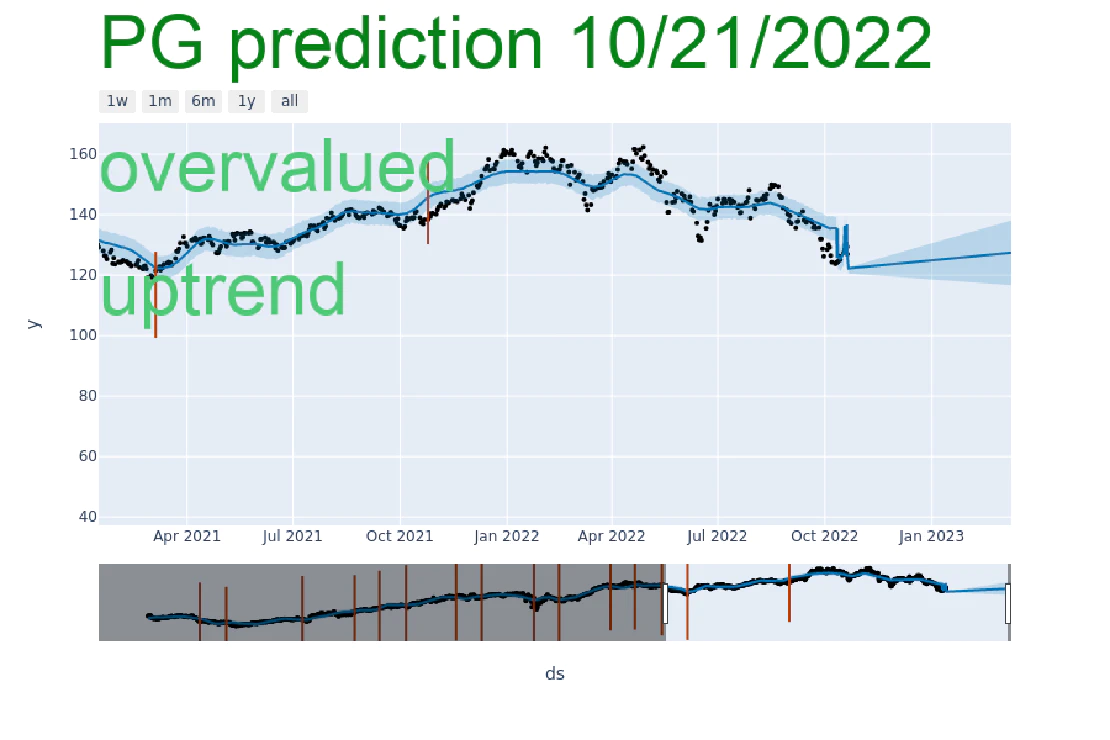 PG prediction 10/21/2022
1w 1m 6m 1y all
overvalued
uptrend
160
140
120
100
80
60
40
y
Apr 2021 Jul 2021 Oct 2021 Jan 2022 Apr 2022 Jul 2022 Oct 2022 Jan 2023
ds